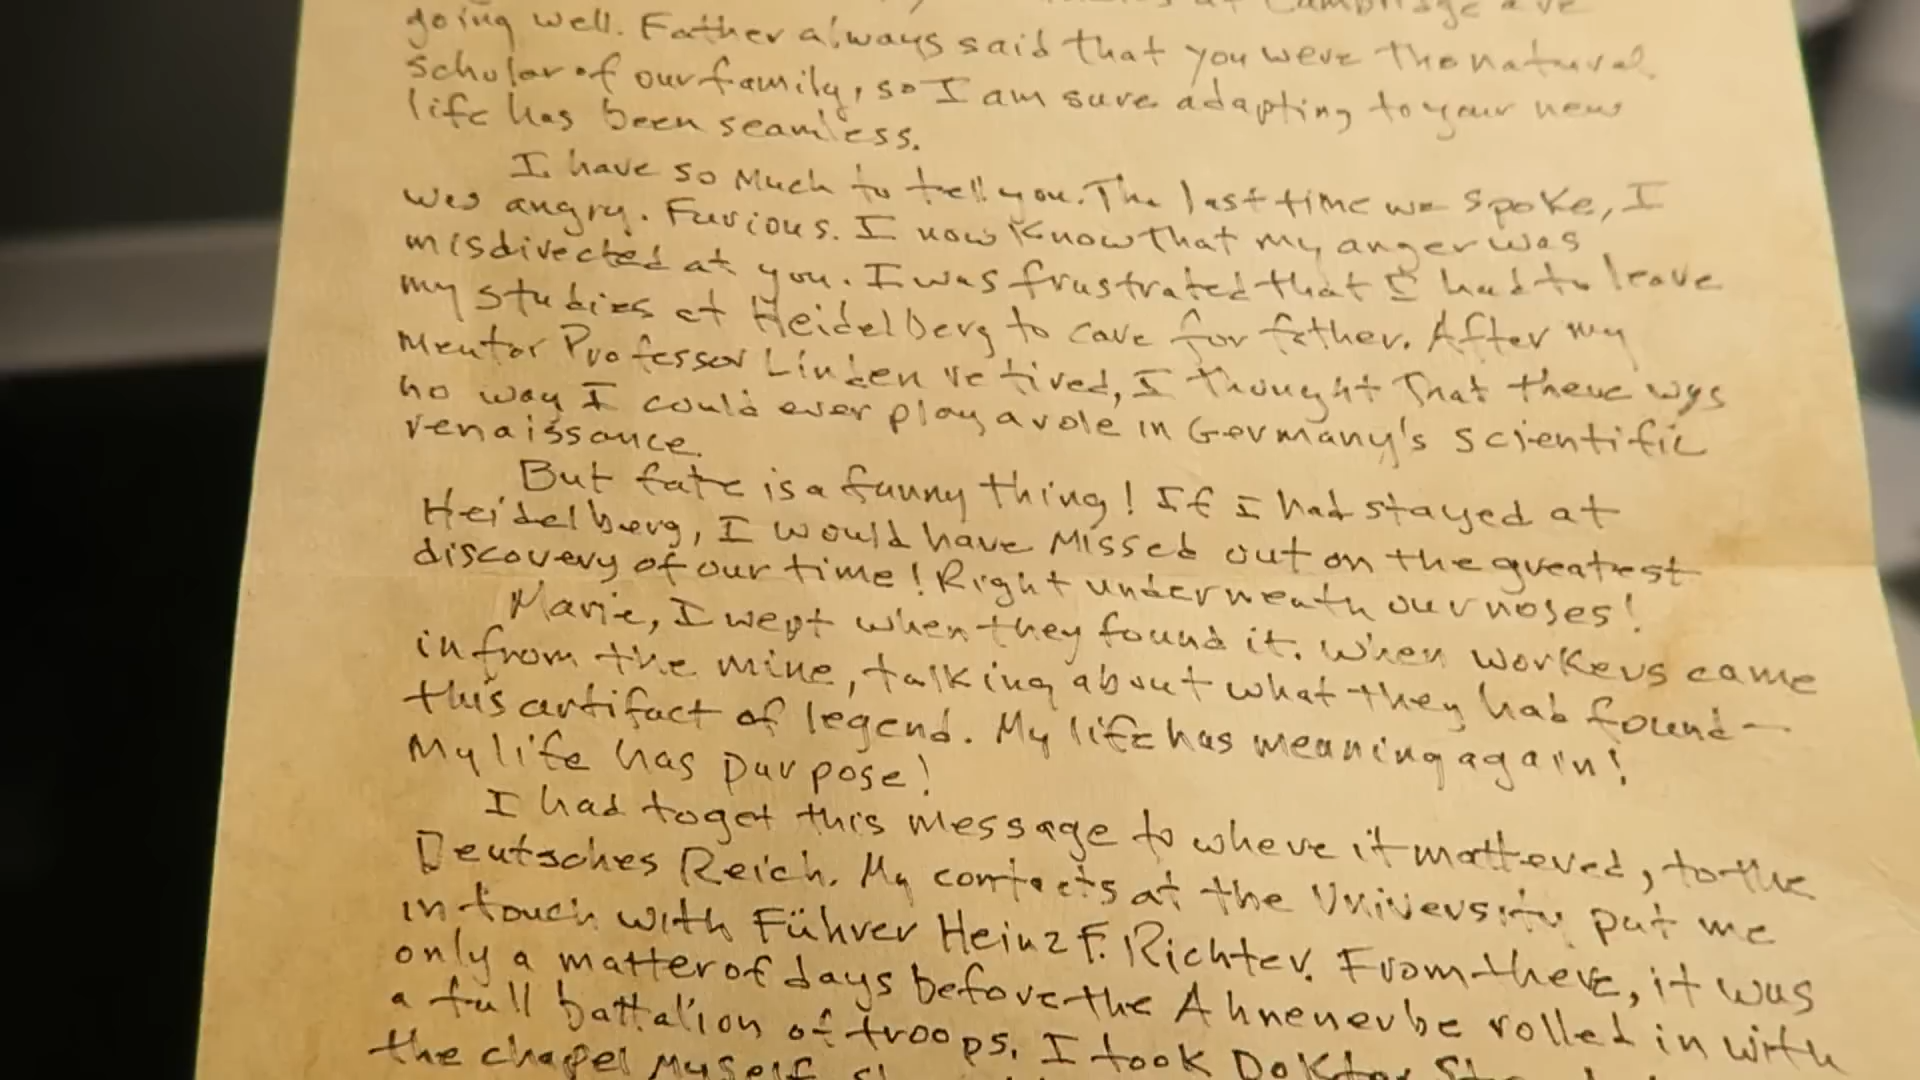 at Cambridge are
going well. Father always said that you were the natural
scholar of our family, so I am sure adapting to your new
life has been seamless.
I have so much to tell you. The last time we spoke, I
was angry. Furious. I now know that my anger was
misdirected at you. I was frustrated that I had to leave
my studies at Heidelberg to care for father. After my
mentor Professor Linden retired, I thought that there was
no way I could ever play a role in Germany's scientific
renaissance.
But fate is a funny thing! If I had stayed at
Heidelberg, I would have missed out on the greatest
discovery of our time! Right underneath our noses!
Marie, I wept when they found it. When workers came
in from the mine, talking about what they had found—
this artifact of legend. My life has meaning again!
My life has purpose!
I had to get this message to where it mattered, to the
Deutsches Reich. My contacts at the University put me
in touch with Führer Heinz F. Richter. From there, it was
only a matter of days before the Ahnenerbe rolled in with
a full battalion of troops. I took Doktor
the chapel myself.